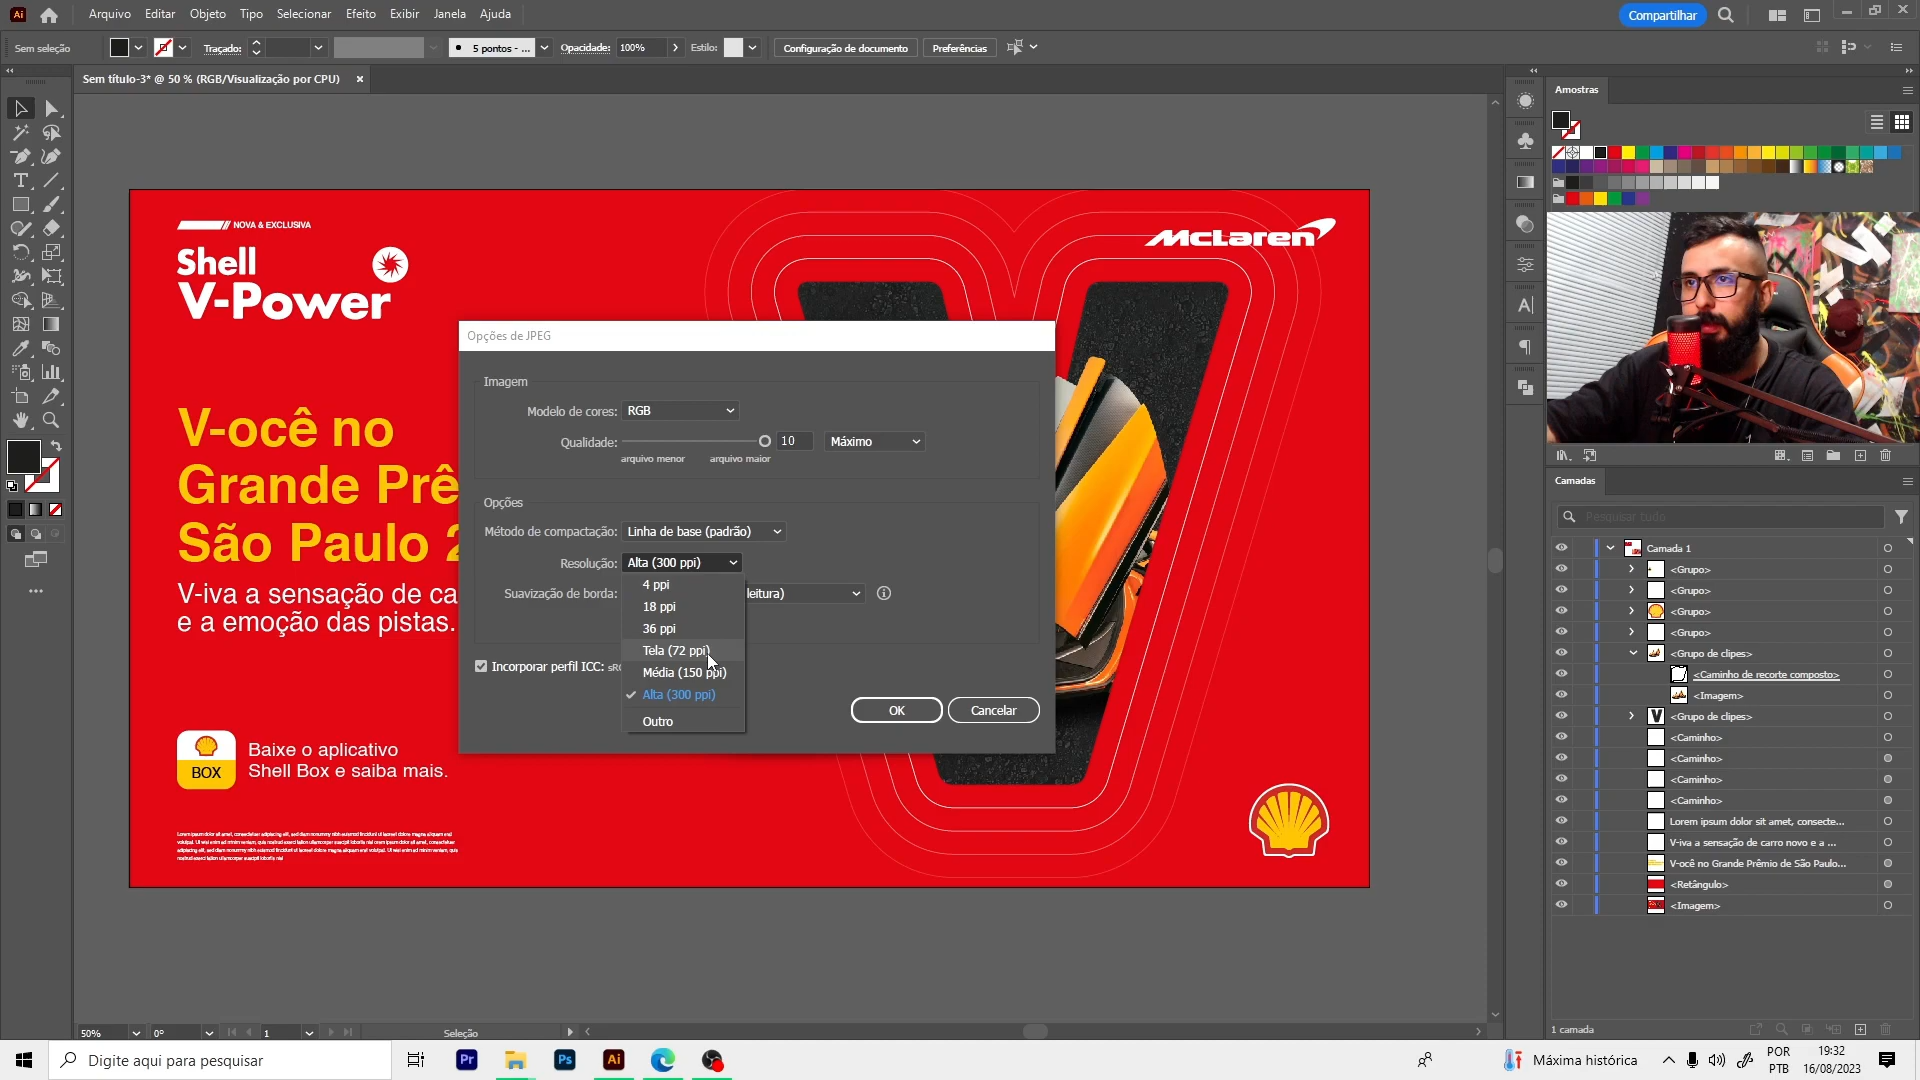 Ai
Arquivo Editar Objeto Tipo Selecionar Efeito Exibir Janela Ajuda
Compartilhar
Sem seleção
Traçado:
5 pontos - ...
Opacidade: 100%
Estilo:
Configuração de documento
Preferências
Sem título-3* @ 50 % (RGB/Visualização por CPU)
NOVA & EXCLUSIVA
Shell
V-Power
McLaren
V-ocê no
Grande Prê
São Paulo 2
V-iva a sensação de ca
e a emoção das pistas.
BOX
Baixe o aplicativo
Shell Box e saiba mais.
Opções de JPEG
Imagem
Modelo de cores: RGB
Qualidade: 10 Máximo
arquivo menor arquivo maior
Opções
Método de compactação: Linha de base (padrão)
Resolução: Alta (300 ppi)
Suavização de borda: leitura)
4 ppi
18 ppi
36 ppi
Tela (72 ppi)
Média (150 ppi)
Alta (300 ppi)
Outro
Incorporar perfil ICC: sRG
OK
Cancelar
Amostras
Camadas
Pesquisar tudo
Camada 1
<Grupo>
<Grupo>
<Grupo>
<Grupo>
<Grupo de clipes>
<Caminho de recorte composto>
<Imagem>
<Grupo de clipes>
<Caminho>
<Caminho>
<Caminho>
<Caminho>
Lorem ipsum dolor sit amet, consecte...
V-iva a sensação de carro novo e a ...
V-ocê no Grande Prêmio de São Paulo...
<Retângulo>
<Imagem>
1 camada
50% 0° 1 Seleção
Digite aqui para pesquisar
Pr
Ps
Ai
Máxima histórica
POR
PTB
19:32
16/08/2023